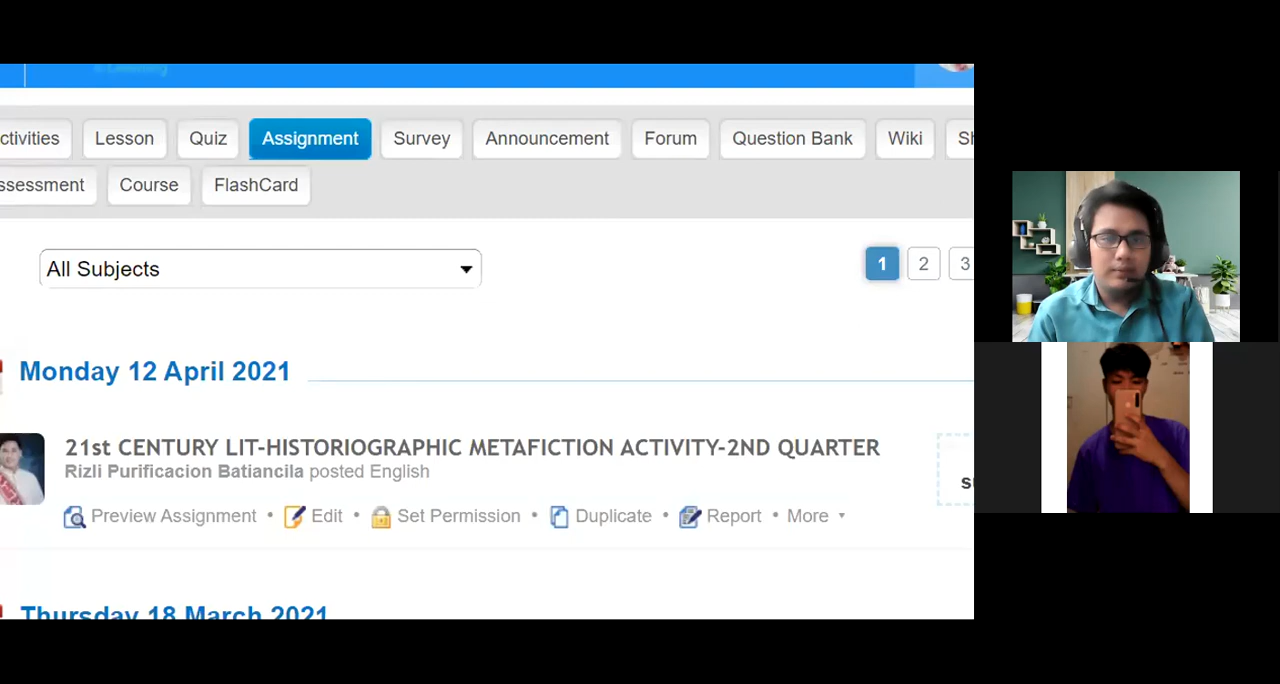 Lesson
Quiz
Assignment
Survey
Announcement
Forum
Question Bank
Wiki
Course
FlashCard
All Subjects
1
2
3
Monday 12 April 2021
21st CENTURY LIT-HISTORIOGRAPHIC METAFICTION ACTIVITY-2ND QUARTER
Rizli Purificacion Batiancila posted English
Preview Assignment • Edit • Set Permission • Duplicate • Report • More
Thursday 18 March 2021